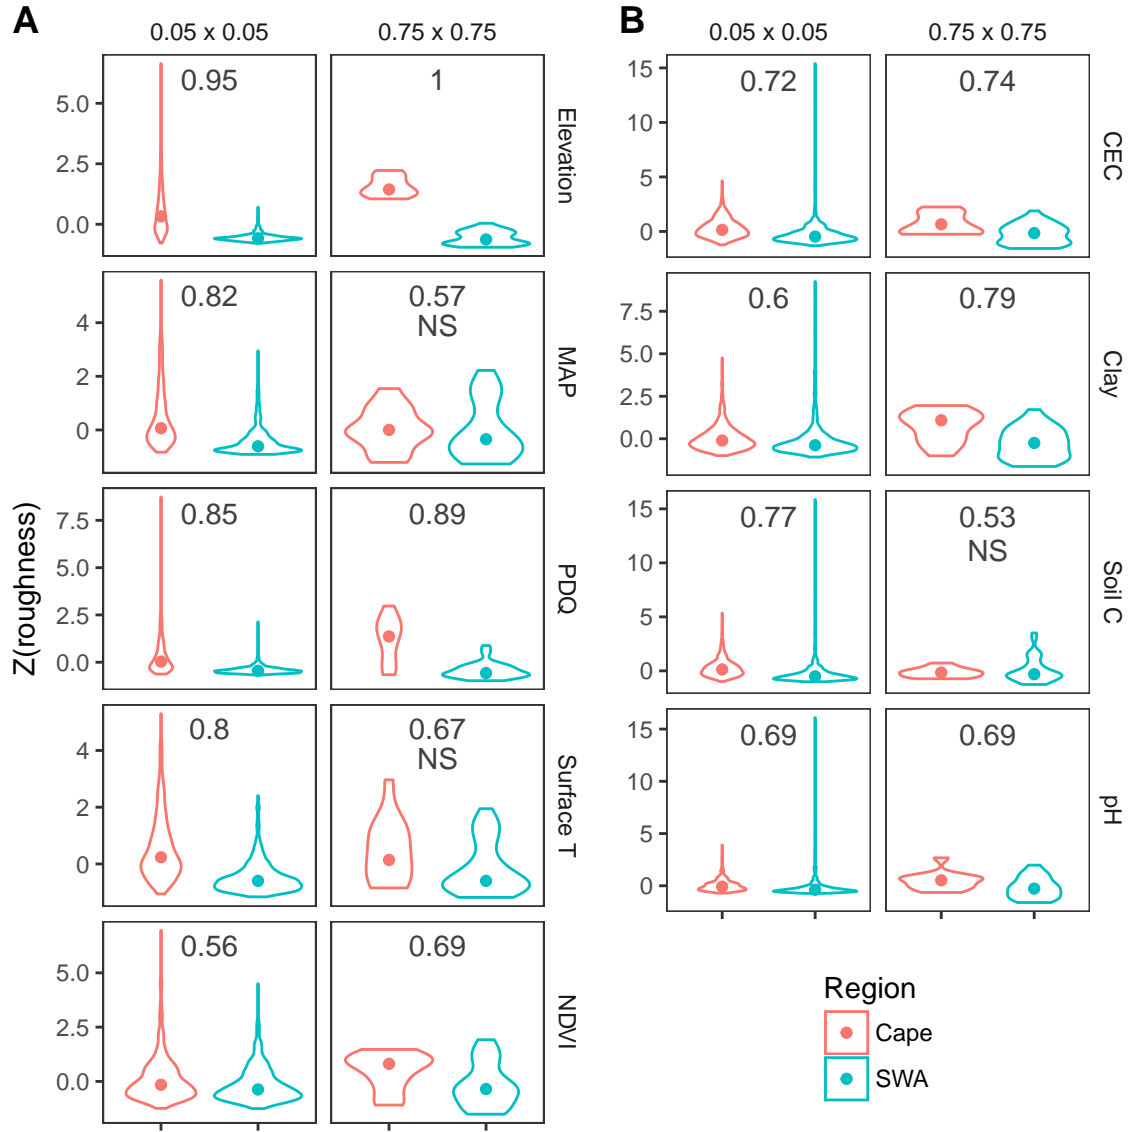 A
0.05 x 0.05
0.75 x 0.75
0.95
1
5.0
2.5
0.0
Elevation
0.82
0.57
NS
4
2
0
MAP
0.85
0.89
7.5
5.0
2.5
0.0
PDQ
0.8
0.67
NS
4
2
0
Surface T
0.56
0.69
5.0
2.5
0.0
NDVI
Z(roughness)
B
0.05 x 0.05
0.75 x 0.75
0.72
0.74
15
10
5
0
CEC
0.6
0.79
7.5
5.0
2.5
0.0
Clay
0.77
0.53
NS
15
10
5
0
Soil C
0.69
0.69
15
10
5
0
pH
Region
Cape
SWA